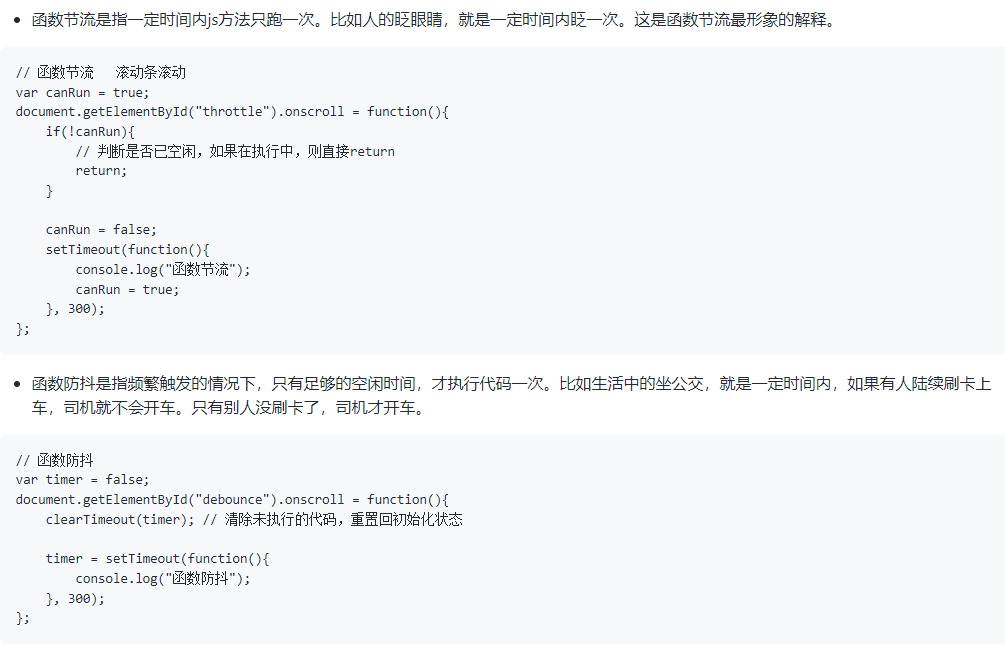 • 函数节流是指一定时间内js方法只跑一次。比如人的眨眼睛，就是一定时间内眨一次。这是函数节流最形象的解释。
// 函数节流   滚动条滚动
var canRun = true;
document.getElementById("throttle").onscroll = function(){
    if(!canRun){
        // 判断是否已空闲，如果在执行中，则直接return
        return;
    }
    canRun = false;
    setTimeout(function(){
        console.log("函数节流");
        canRun = true;
    }, 300);
};
• 函数防抖是指频繁触发的情况下，只有足够的空闲时间，才执行代码一次。比如生活中的坐公交，就是一定时间内，如果有人陆续刷卡上
车，司机就不会开车。只有别人没刷卡了，司机才开车。
// 函数防抖
var timer = false;
document.getElementById("debounce").onscroll = function(){
    clearTimeout(timer); // 清除未执行的代码，重置回初始化状态
    timer = setTimeout(function(){
        console.log("函数防抖");
    }, 300);
};